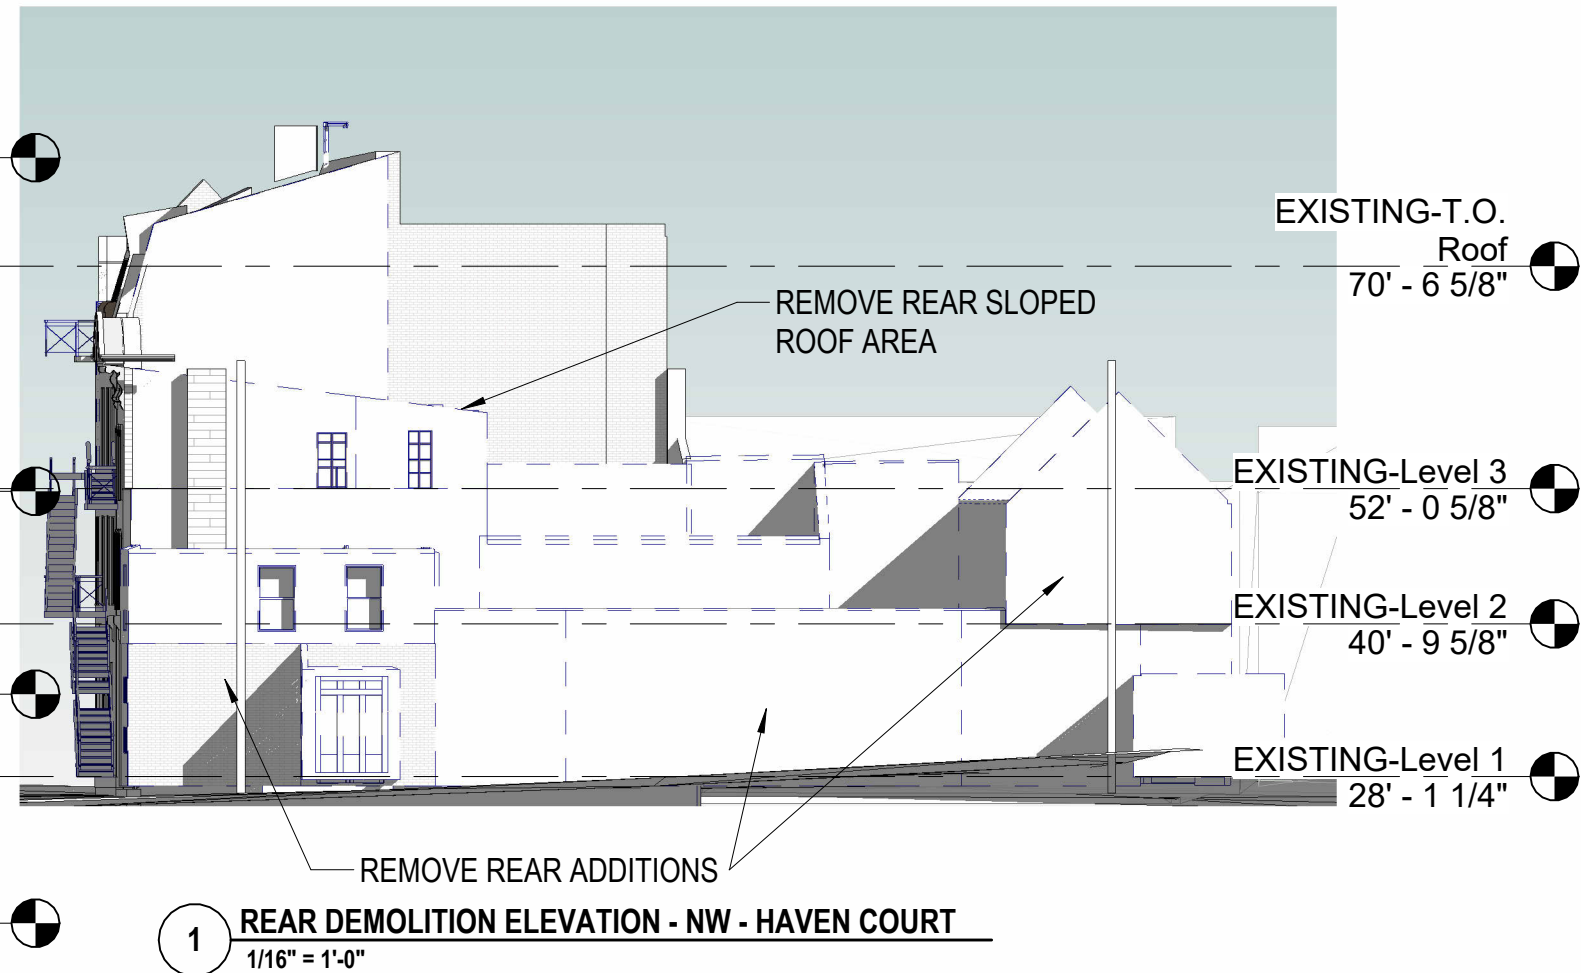 EXISTING-T.O.
Roof
70' - 6 5/8"
REMOVE REAR SLOPED
ROOF AREA
EXISTING-Level 3
52' - 0 5/8"
EXISTING-Level 2
40' - 9 5/8"
EXISTING-Level 1
28' - 1 1/4"
REMOVE REAR ADDITIONS
1
REAR DEMOLITION ELEVATION - NW - HAVEN COURT
1/16" = 1'-0"